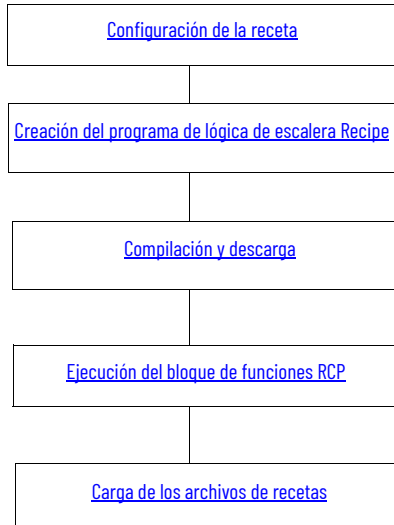 Configuración de la receta
Creación del programa de lógica de escalera Recipe
Compilación y descarga
Ejecución del bloque de funciones RCP
Carga de los archivos de recetas